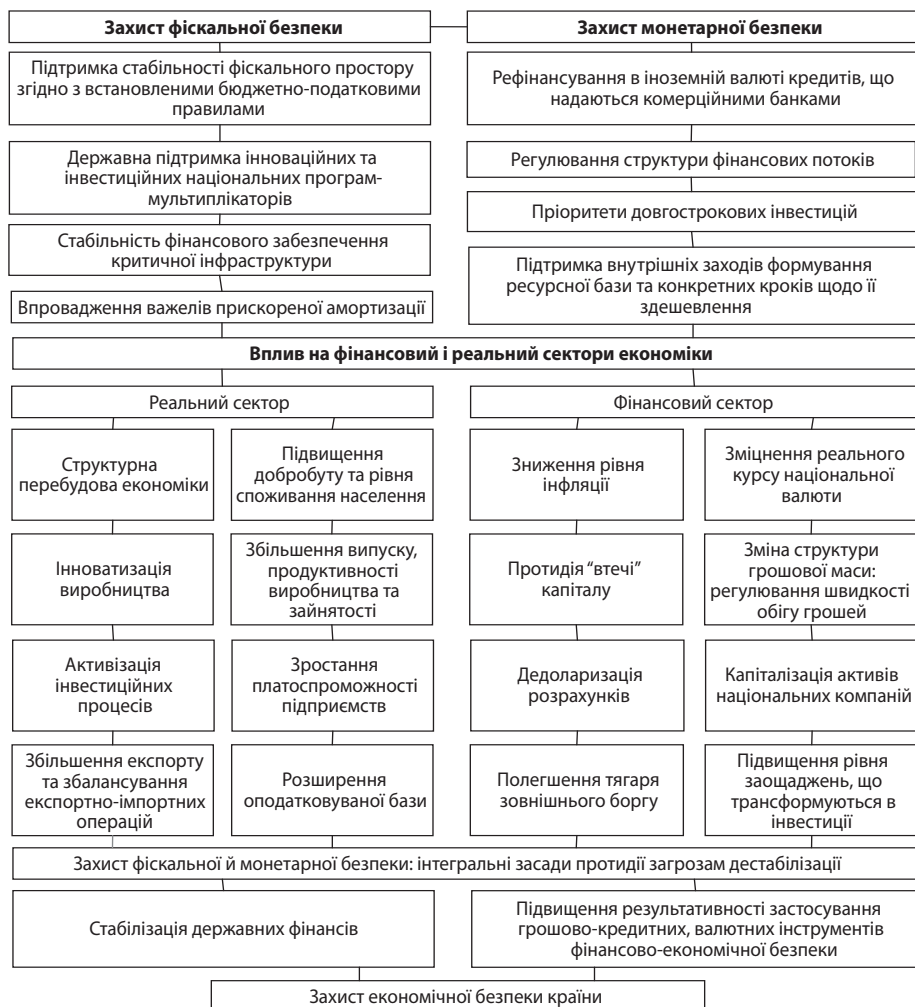 Захист фіскальної безпеки
Захист монетарної безпеки
Підтримка стабільності фіскального простору
згідно з встановленими бюджетно-податковими
правилами
Рефінансування в іноземній валюті кредитів, що
надаються комерційними банками
Державна підтримка інноваційних та
інвестиційних національних програм-
мультиплікаторів
Регулювання структури фінансових потоків
Пріоритети довгострокових інвестицій
Стабільність фінансового забезпечення
критичної інфраструктури
Підтримка внутрішніх заходів формування
ресурсної бази та конкретних кроків щодо її
здешевлення
Впровадження важелів прискореної амортизації
Вплив на фінансовий і реальний сектори економіки
Реальний сектор
Фінансовий сектор
Структурна
перебудова економіки
Підвищення
добробуту та рівня
споживання населення
Зниження рівня
інфляції
Зміцнення реального
курсу національної
валюти
Інноватизація
виробництва
Збільшення випуску,
продуктивності
виробництва та
зайнятості
Протидія “втечі”
капіталу
Зміна структури
грошової маси:
регулювання швидкості
обігу грошей
Активізація
інвестиційних
процесів
Зростання
платоспроможності
підприємств
Дедоларизація
розрахунків
Капіталізація активів
національних компаній
Збільшення експорту
та збалансування
експортно-імпортних
операцій
Розширення
оподатковуваної бази
Полегшення тягаря
зовнішнього боргу
Підвищення рівня
заощаджень, що
трансформуються в
інвестиції
Захист фіскальної й монетарної безпеки: інтегральні засади протидії загрозам дестабілізації
Стабілізація державних фінансів
Підвищення результативності застосування
грошово-кредитних, валютних інструментів
фінансово-економічної безпеки
Захист економічної безпеки країни